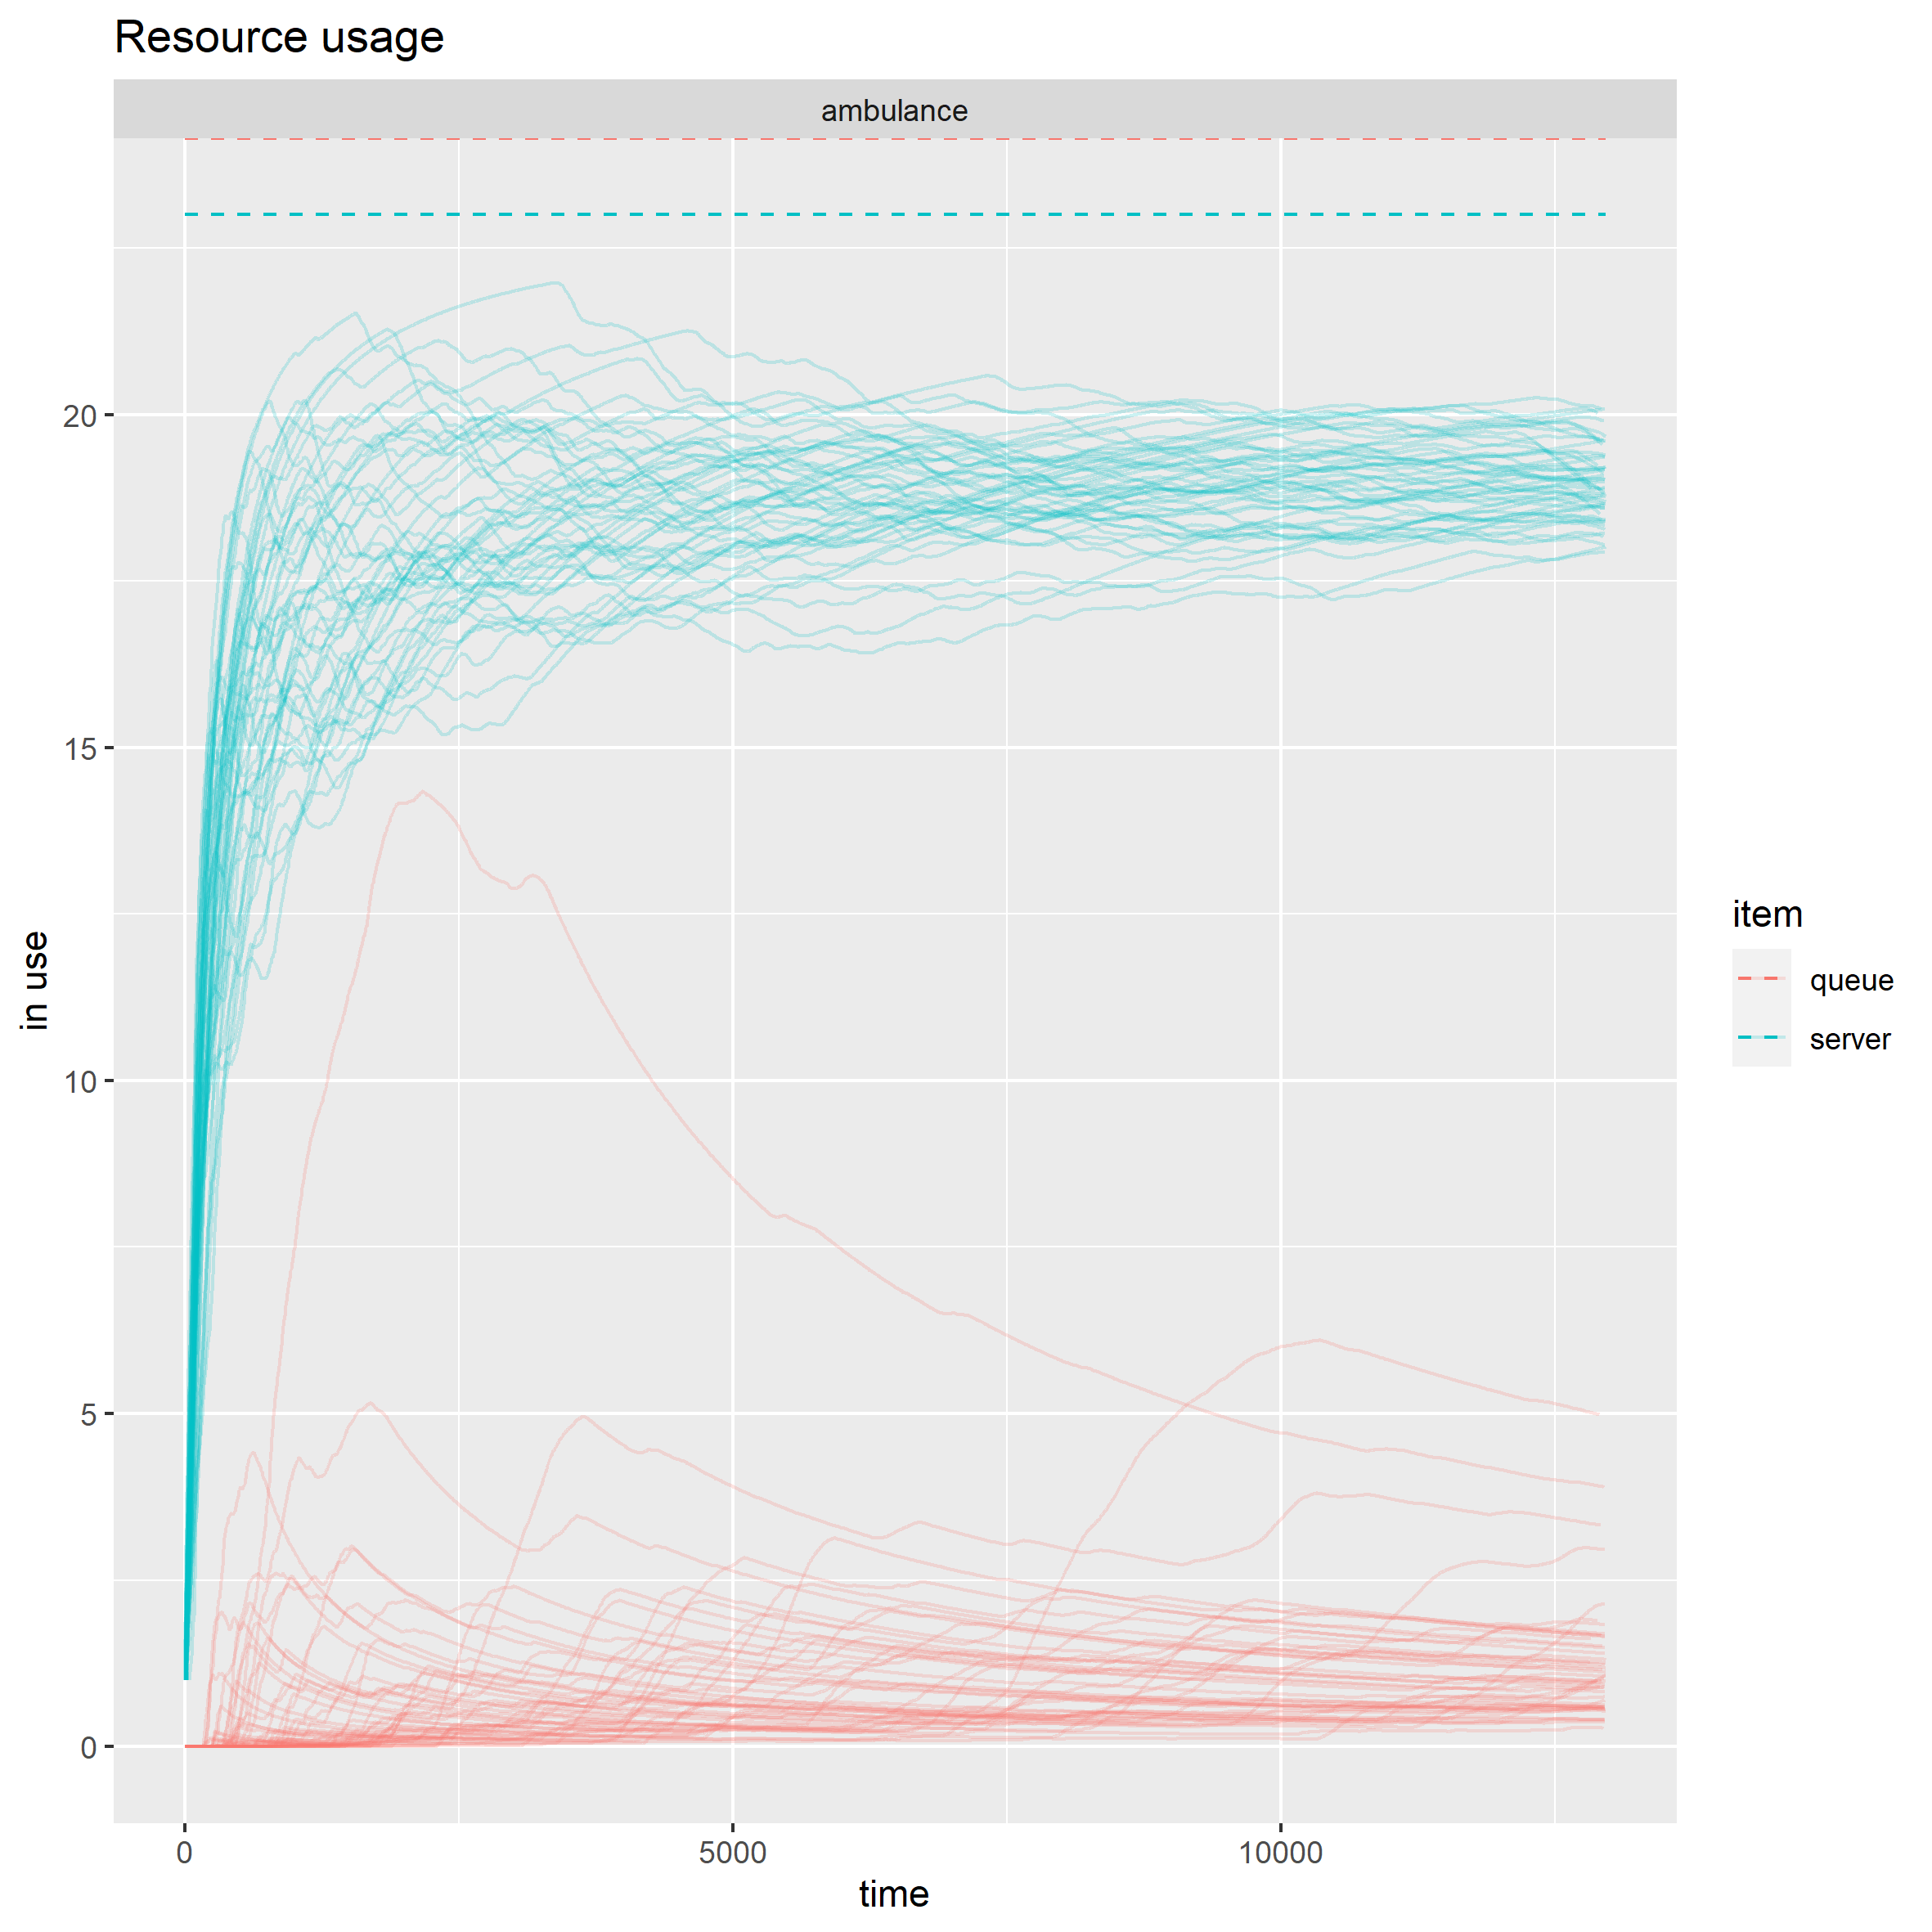 Resource usage
ambulance
20
15
10
5
0
in use
0
5000
10000
time
item
queue
server